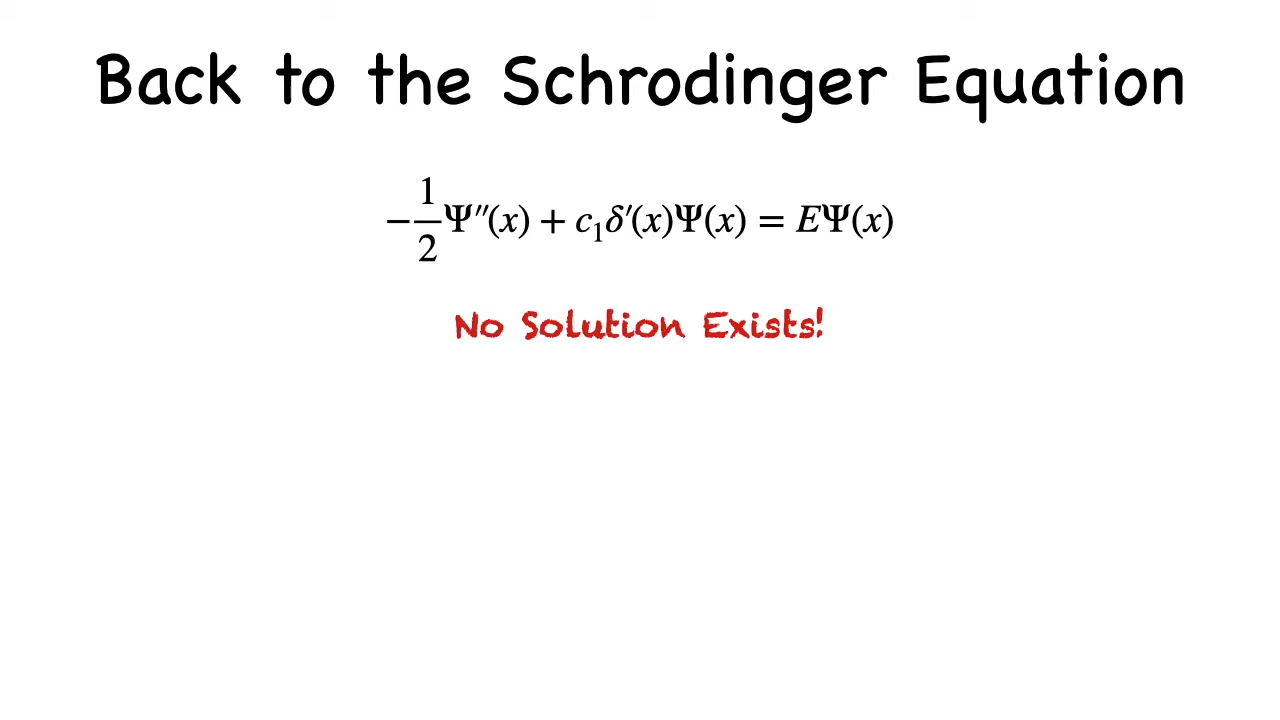 Back to the Schrodinger Equation
−1/2 Ψ″(x) + c₁δ′(x)Ψ(x) = EΨ(x)
No Solution Exists!